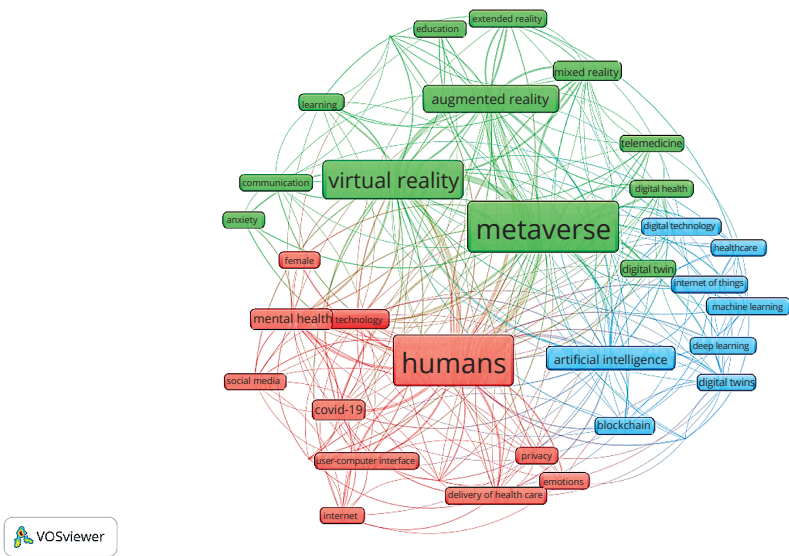 extended reality
education
mixed reality
augmented reality
learning
telemedicine
virtual reality
communication
digital health
anxiety
metaverse
digital technology
healthcare
female
digital twin
internet of things
machine learning
mental health
technology
deep learning
humans
artificial intelligence
social media
digital twins
covid-19
blockchain
user-computer interface
privacy
emotions
delivery of health care
internet
VOSviewer